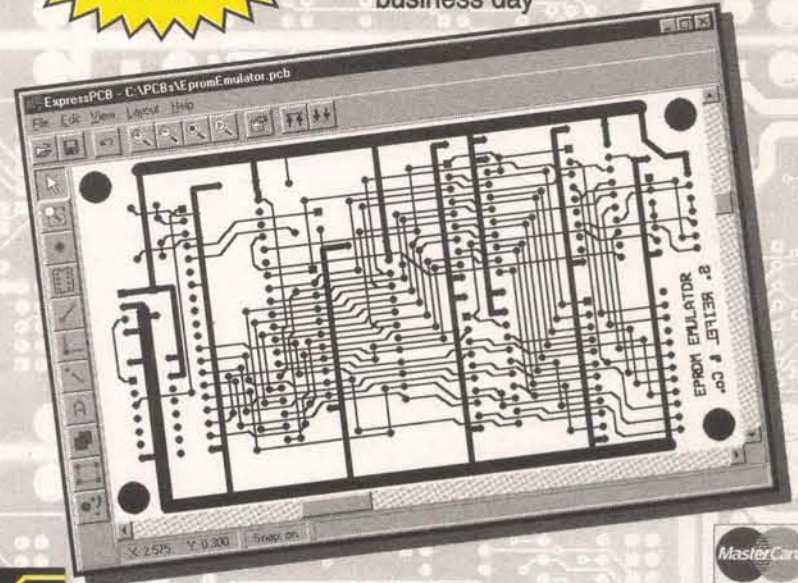 business day
ExpressPCB - C:\PCBs\EpromEmulator.pcb
File Edit View Layout Help
EPROM EMULATOR
S. REIFEL & CO.
X: 2.575 Y: 0.300 Snap: on
MasterCard